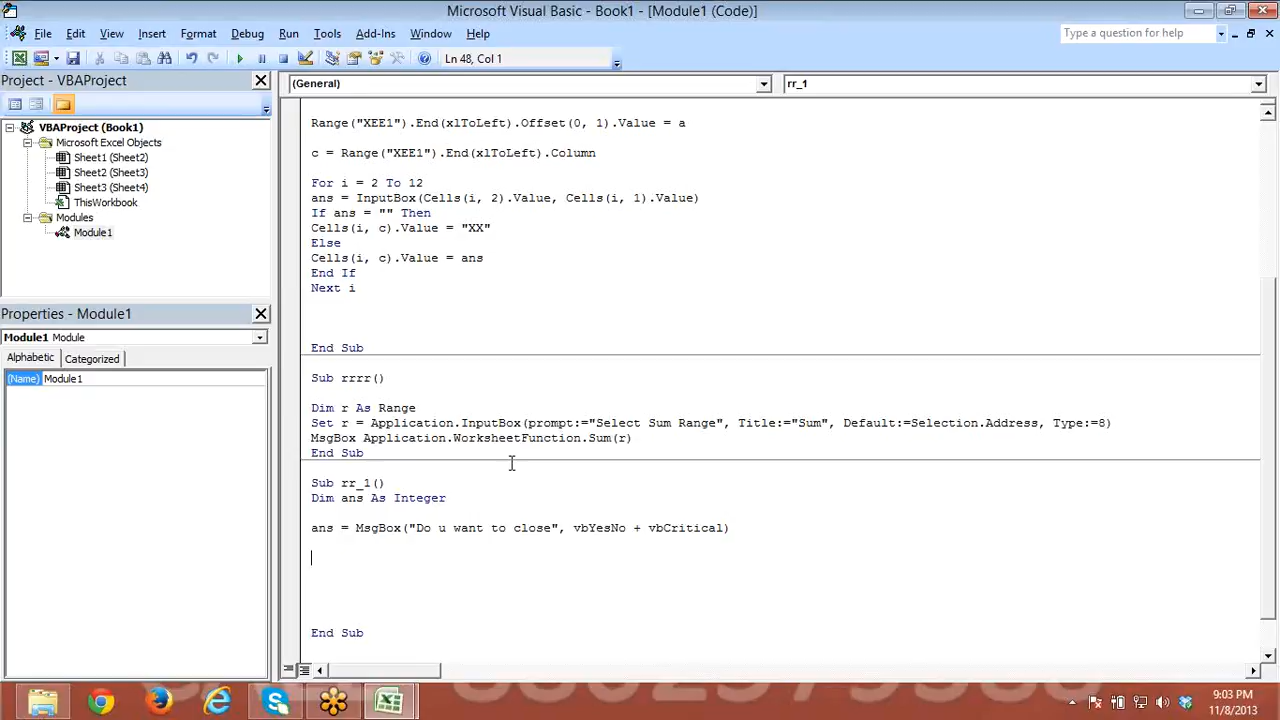 Microsoft Visual Basic - Book1 - [Module1 (Code)]
File Edit View Insert Format Debug Run Tools Add-Ins Window Help
Type a question for help
Ln 48, Col 1
Project - VBAProject
(General)
rr_1
VBAProject (Book1)
Microsoft Excel Objects
Sheet1 (Sheet2)
Sheet2 (Sheet3)
Sheet3 (Sheet4)
ThisWorkbook
Modules
Module1
Properties - Module1
Module1 Module
Alphabetic Categorized
(Name) Module1
Range("XEE1").End(xlToLeft).Offset(0, 1).Value = a
c = Range("XEE1").End(xlToLeft).Column
For i = 2 To 12
ans = InputBox(Cells(i, 2).Value, Cells(i, 1).Value)
If ans = "" Then
Cells(i, c).Value = "XX"
Else
Cells(i, c).Value = ans
End If
Next i
End Sub
Sub rrrr()
Dim r As Range
Set r = Application.InputBox(prompt:="Select Sum Range", Title:="Sum", Default:=Selection.Address, Type:=8)
MsgBox Application.WorksheetFunction.Sum(r)
End Sub
Sub rr_1()
Dim ans As Integer
ans = MsgBox("Do u want to close", vbYesNo + vbCritical)
End Sub
9:03 PM
11/8/2013